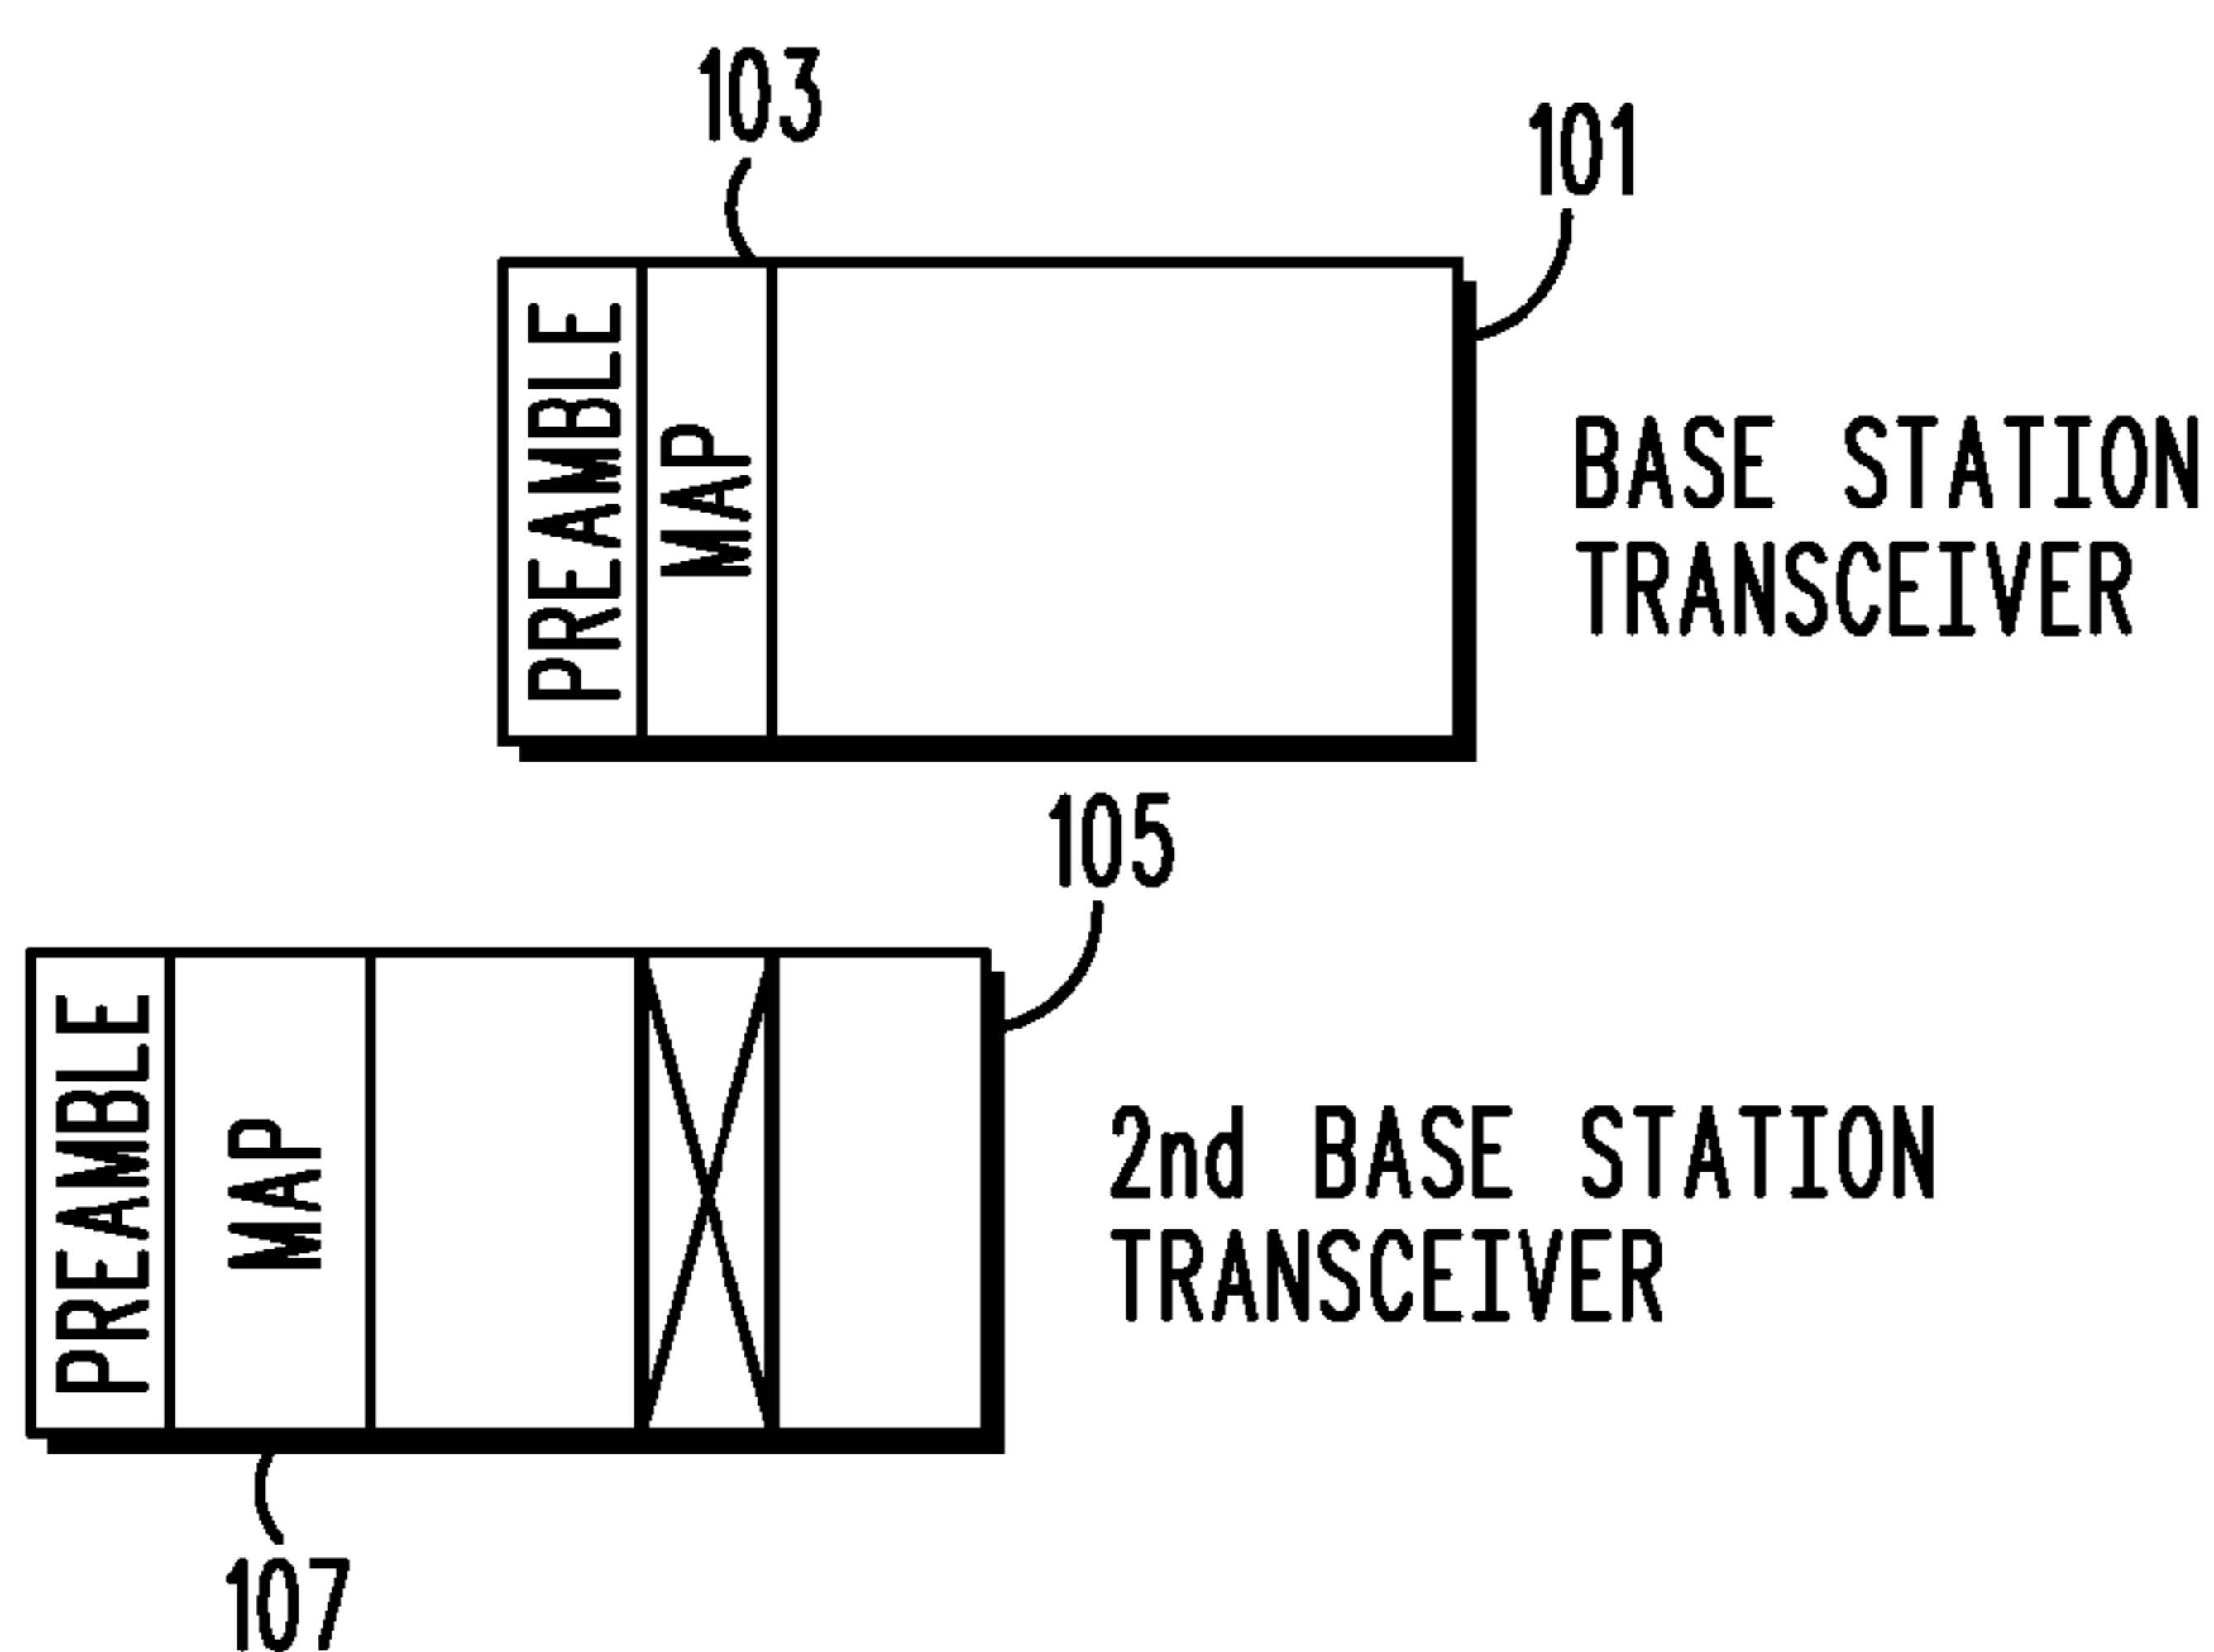 103
101
PREAMBLE
MAP
BASE STATION
TRANSCEIVER
105
PREAMBLE
MAP
2nd BASE STATION
TRANSCEIVER
107